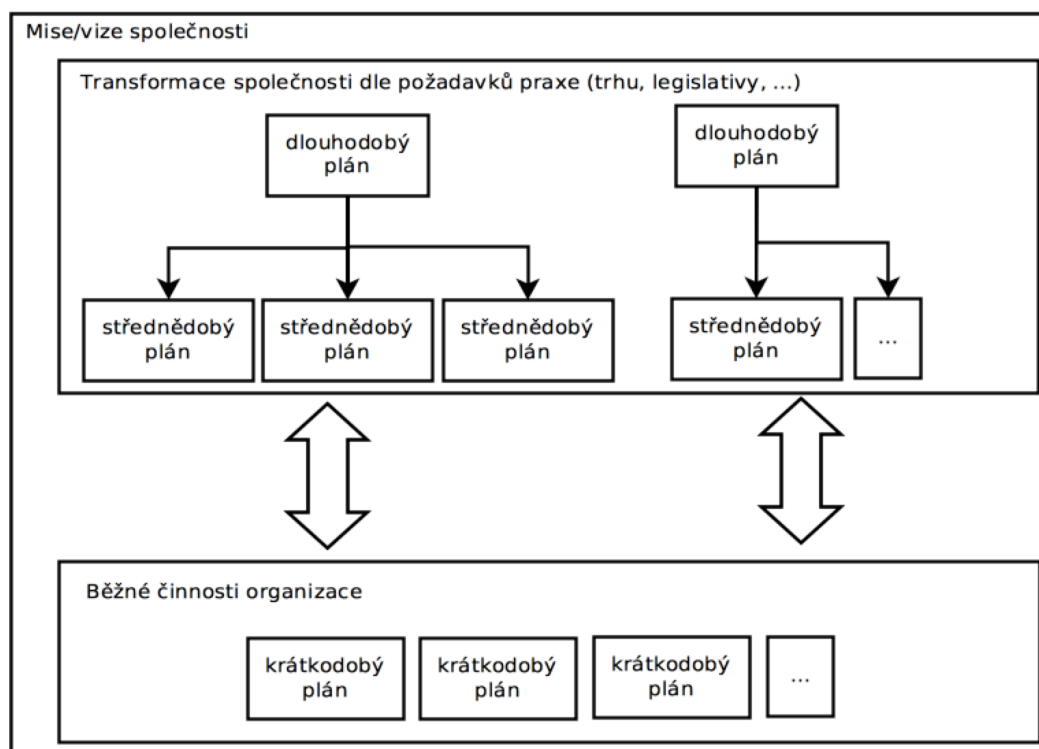 Mise/vize společnosti
Transformace společnosti dle požadavků praxe (trhu, legislativy, ...)
dlouhodobý
plán
dlouhodobý
plán
střednědobý
plán
střednědobý
plán
střednědobý
plán
střednědobý
plán
...
Běžné činnosti organizace
krátkodobý
plán
krátkodobý
plán
krátkodobý
plán
...